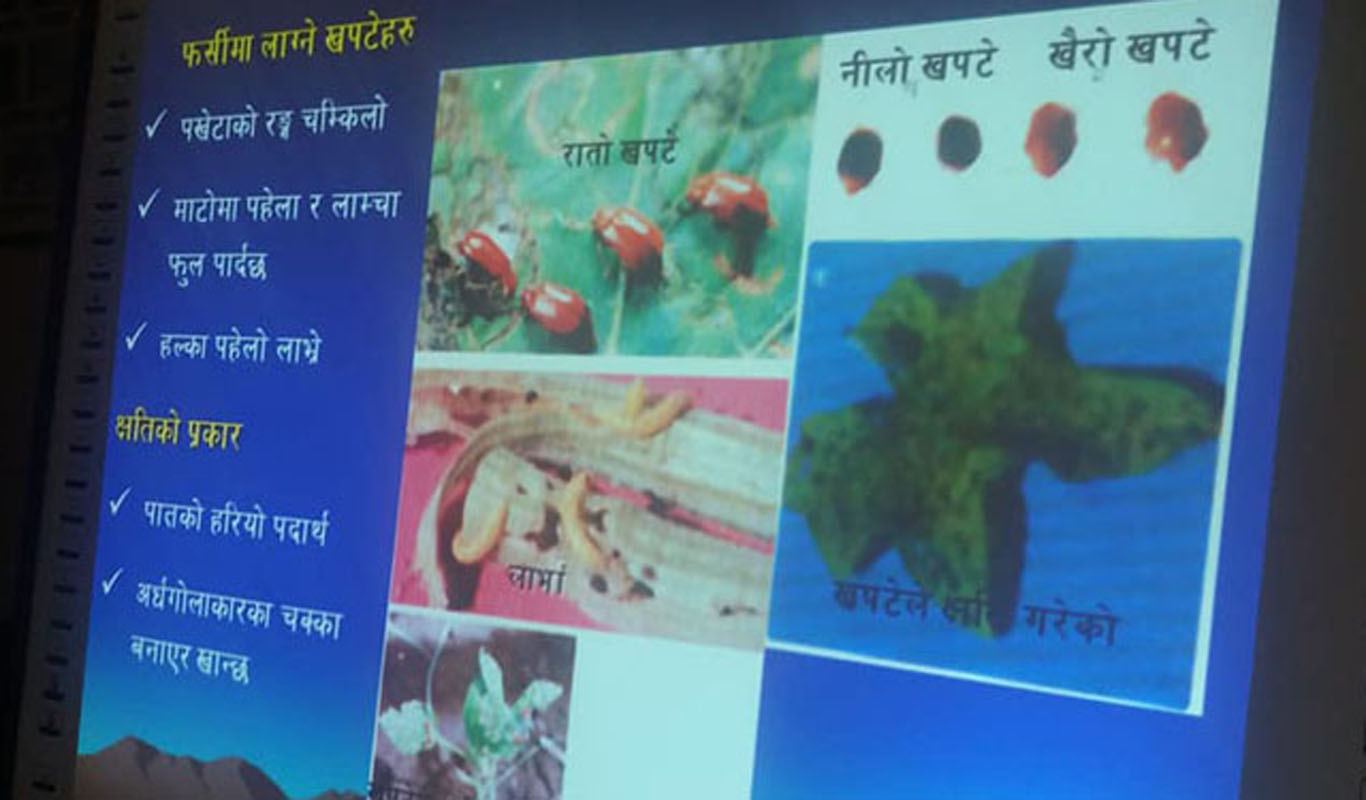 फर्सीमा लाग्ने खपटेहरु
पखेटाको रङ्ग चम्किलो
माटोमा पहेला र लाम्चा
फुल पार्दछ
हल्का पहेलो लाभ्रे
क्षतिको प्रकार
पातको हरियो पदार्थ
अर्धगोलाकारका चक्का
बनाएर खान्छ
रातो खपटे
लाभा
नीलो खपटे खैरो खपटे
खपटेले क्षति गरेको